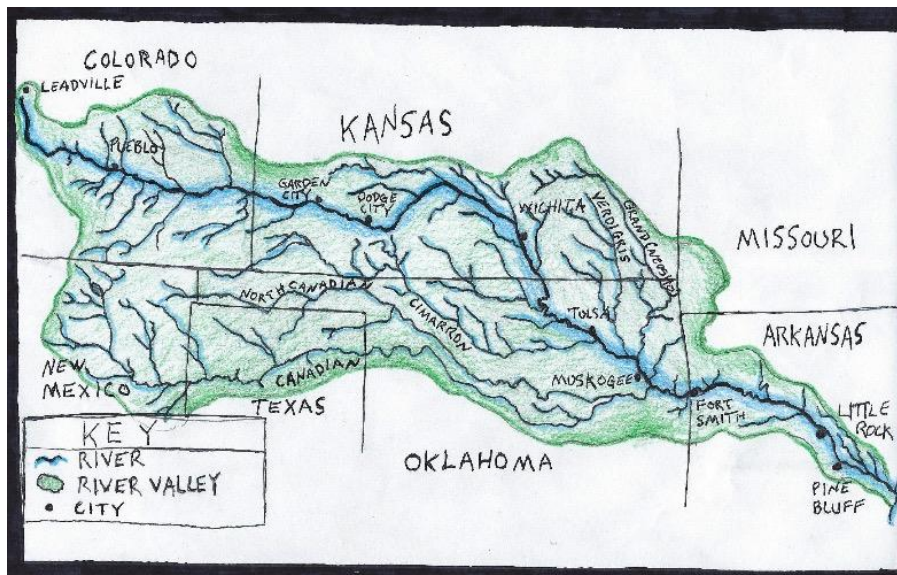 COLORADO
LEADVILLE
KANSAS
PUEBLO
GARDEN
CITY
DODGE
CITY
WICHITA
VERDIGRIS
GRAND (NEOSHO)
MISSOURI
NORTH CANADIAN
CIMARRON
TULSA
ARKANSAS
NEW
MEXICO
CANADIAN
MUSKOGEE
TEXAS
FORT
SMITH
LITTLE
ROCK
OKLAHOMA
PINE
BLUFF
KEY
RIVER
RIVER VALLEY
CITY